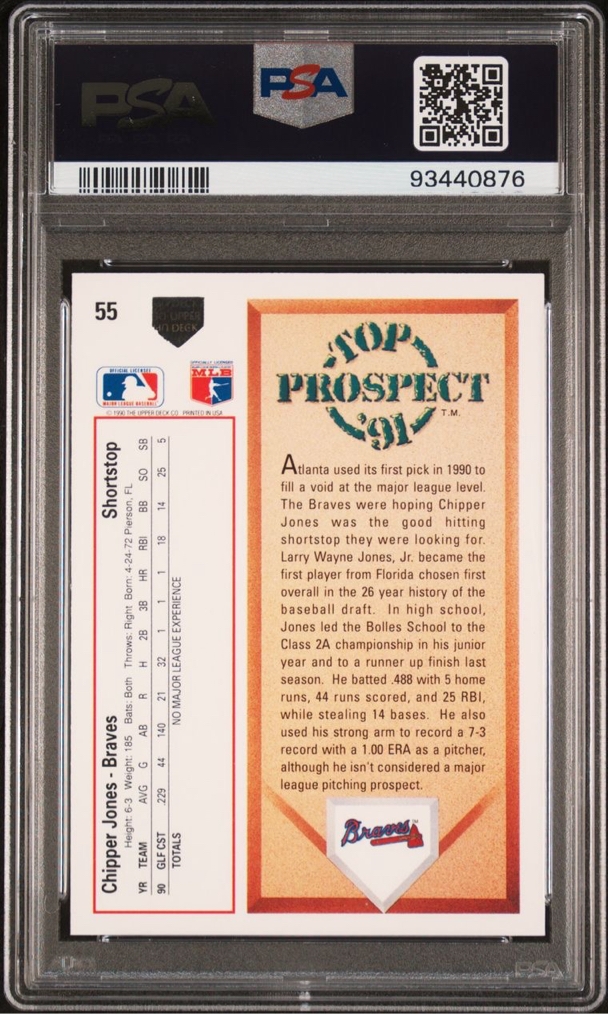 PSA
PSA
93440876
55
OFFICIAL LICENSEE
MAJOR LEAGUE BASEBALL
OFFICIALLY LICENSED
MLB
© 1990 THE UPPER DECK CO. PRINTED IN USA
Chipper Jones - Braves Shortstop
Height: 6-3 Weight: 185 Bats: Both Throws: Right Born: 4-24-72 Pierson, FL
YR TEAM AVG G AB R H 2B 3B HR RBI BB SO SB
90 GLF CST .229 44 140 21 32 1 1 1 18 14 25 5
TOTALS NO MAJOR LEAGUE EXPERIENCE
TOP
PROSPECT
'91
T.M.
Atlanta used its first pick in 1990 to
fill a void at the major league level.
The Braves were hoping Chipper
Jones was the good hitting
shortstop they were looking for.
Larry Wayne Jones, Jr. became the
first player from Florida chosen first
overall in the 26 year history of the
baseball draft. In high school,
Jones led the Bolles School to the
Class 2A championship in his junior
year and to a runner up finish last
season. He batted .488 with 5 home
runs, 44 runs scored, and 25 RBI,
while stealing 14 bases. He also
used his strong arm to record a 7-3
record with a 1.00 ERA as a pitcher,
although he isn't considered a major
league pitching prospect.
Braves
PSA